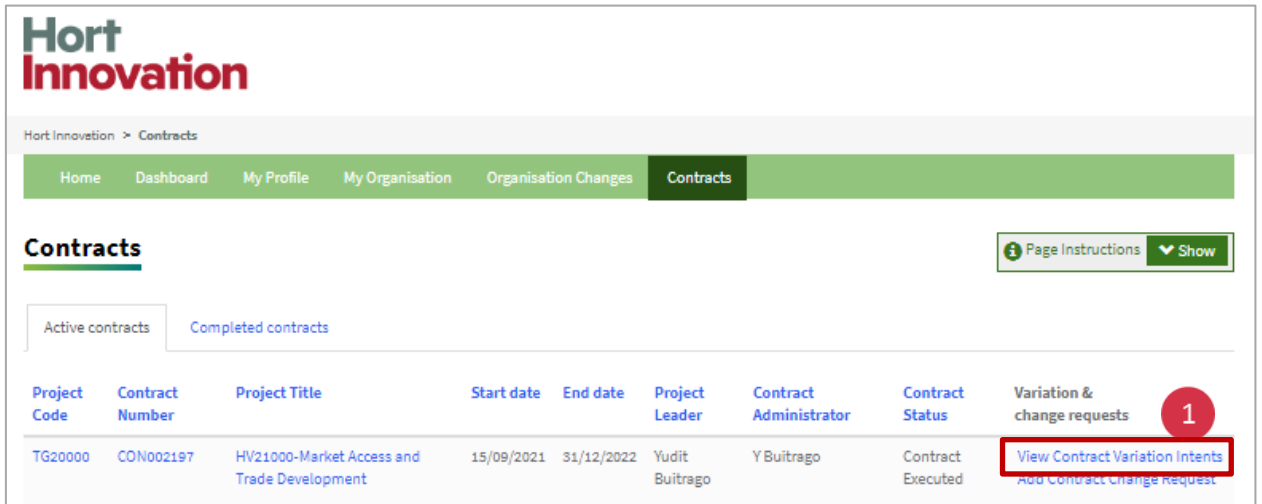 Hort
Innovation
Hort Innovation > Contracts
Home Dashboard My Profile My Organisation Organisation Changes Contracts
Contracts
Page Instructions Show
Active contracts Completed contracts
Project Code Contract Number Project Title Start date End date Project Leader Contract Administrator Contract Status Variation & change requests
1
TG20000 CON002197 HV21000-Market Access and Trade Development 15/09/2021 31/12/2022 Yudit Buitrago Y Buitrago Contract Executed View Contract Variation Intents
Add Contract Change Request